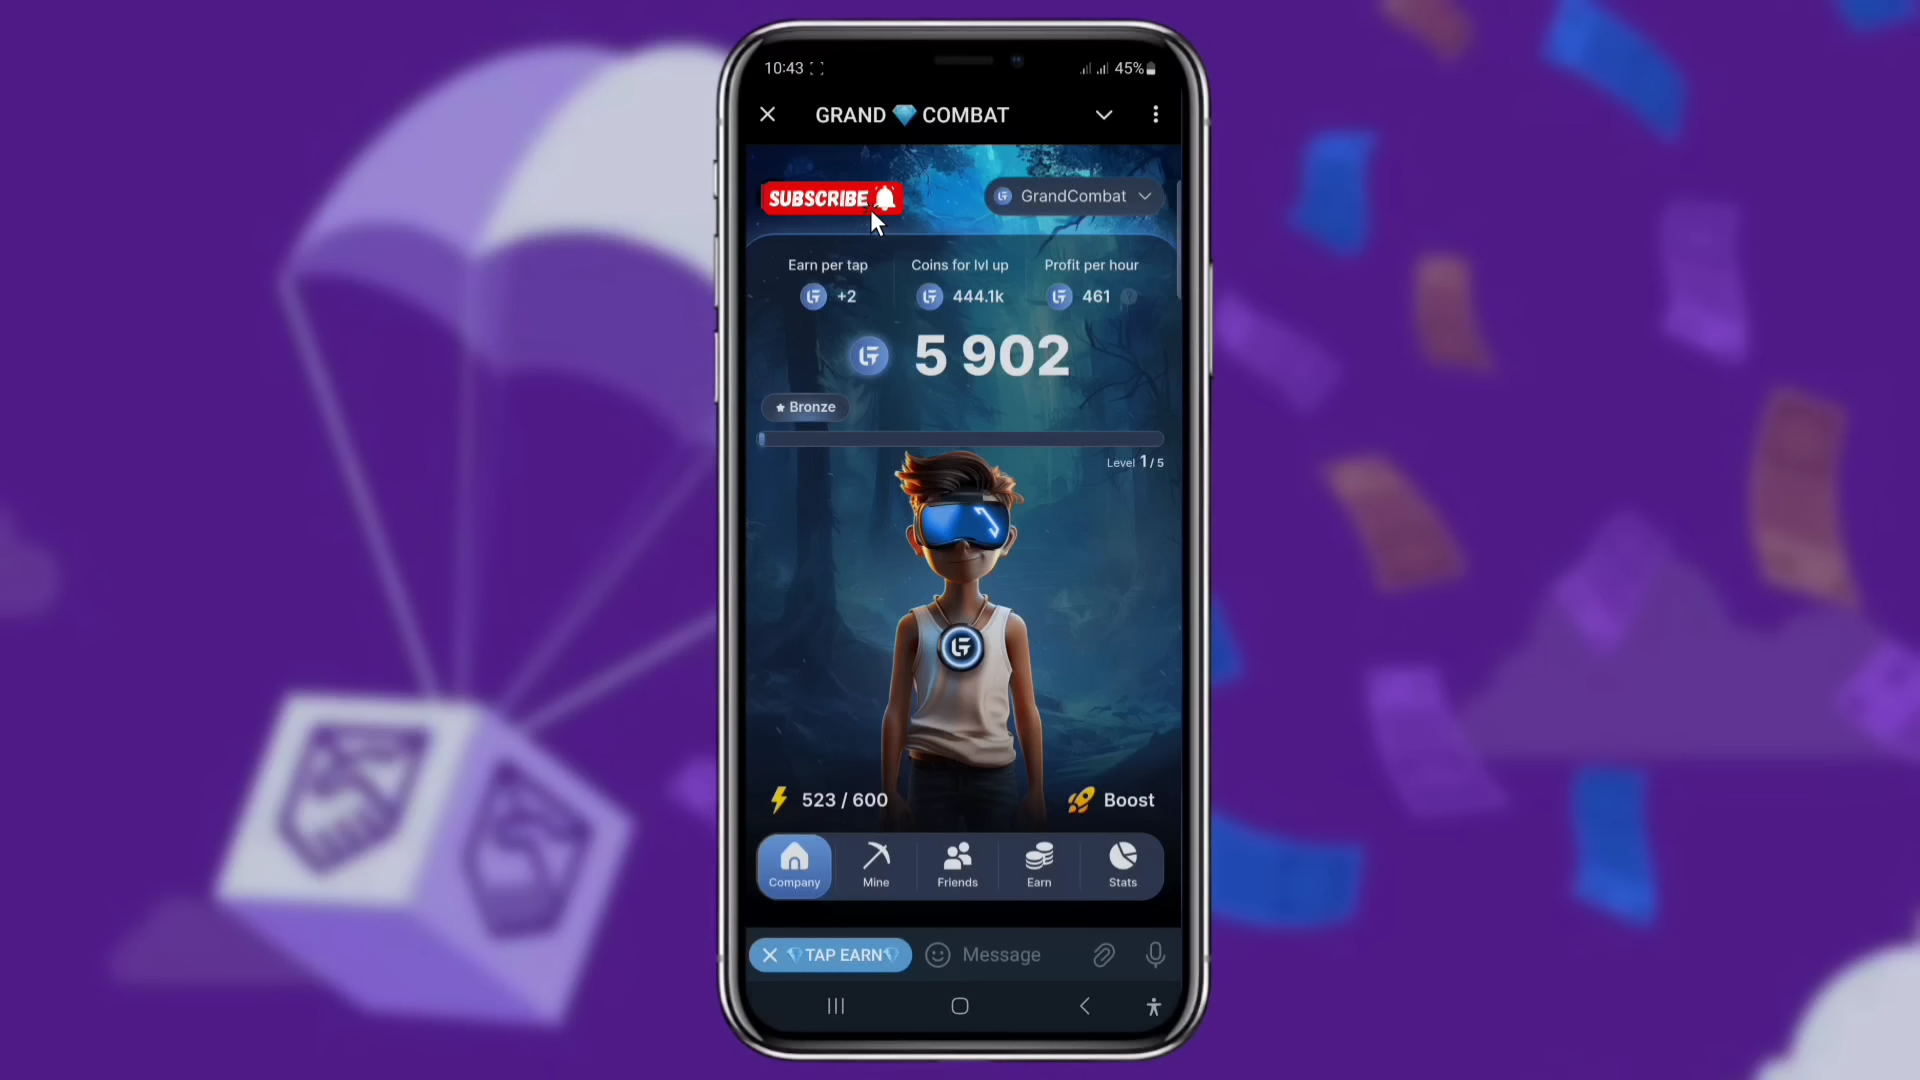 10:43
45%
GRAND COMBAT
SUBSCRIBE
GrandCombat
Earn per tap
Coins for lvl up
Profit per hour
+2
444.1k
461
?
5 902
Bronze
Level 1 / 5
523 / 600
Boost
Company
Mine
Friends
Earn
Stats
TAP EARN
Message